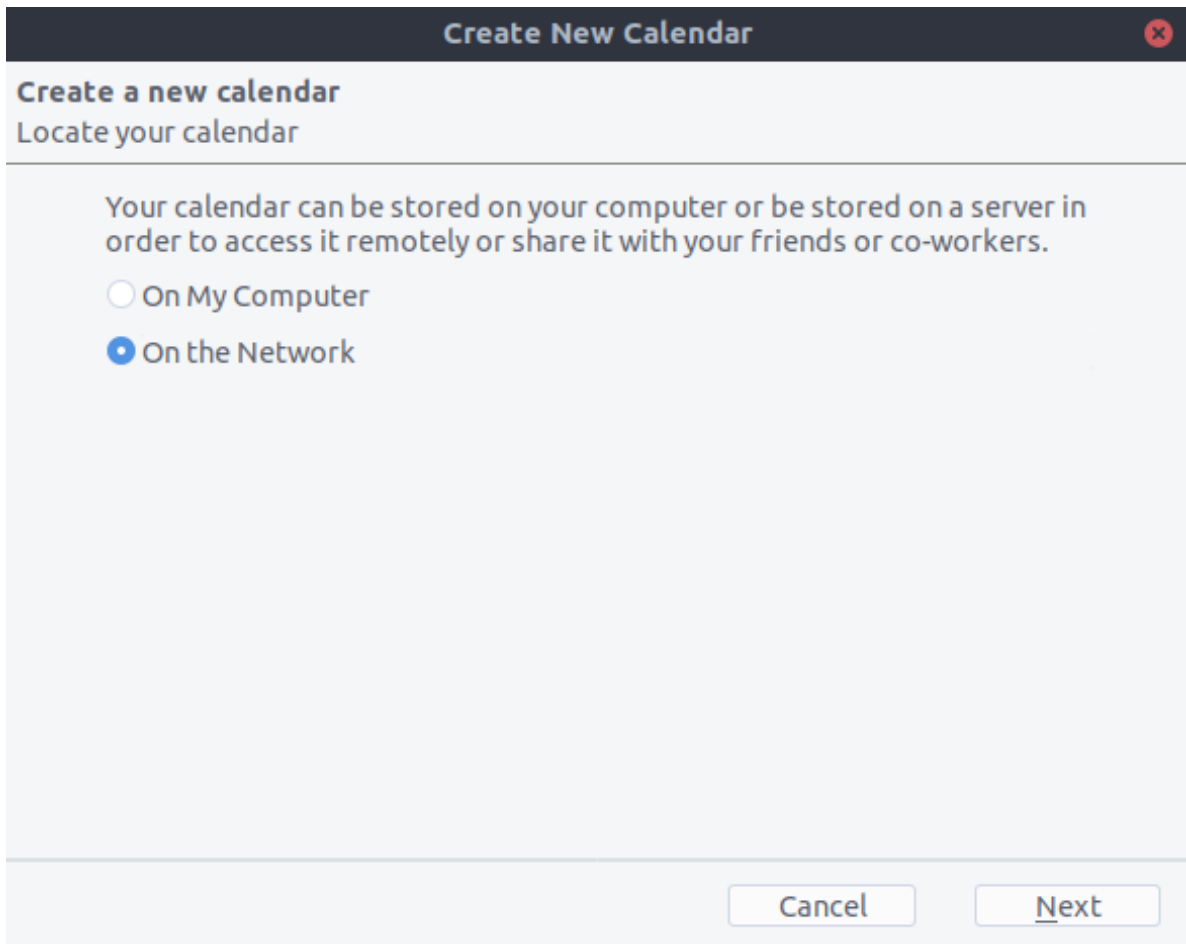 Create New Calendar
Create a new calendar
Locate your calendar
Your calendar can be stored on your computer or be stored on a server in
order to access it remotely or share it with your friends or co-workers.
On My Computer
On the Network
Cancel
Next